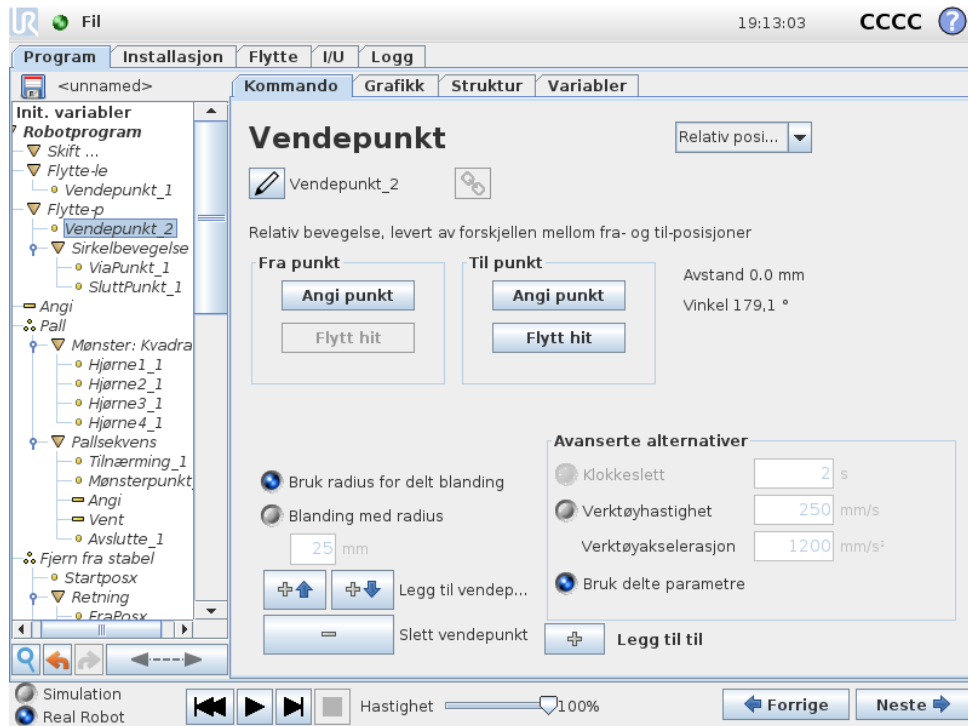 UR Fil 19:13:03 CCCC ?
Program Installasjon Flytte I/U Logg
<unnamed>
Kommando Grafikk Struktur Variabler
Init. variabler
Robotprogram
Skift ...
Flytte-le
Vendepunkt_1
Flytte-p
Vendepunkt_2
Sirkelbevegelse
ViaPunkt_1
SluttPunkt_1
Angi
Pall
Mønster: Kvadra
Hjørne1_1
Hjørne2_1
Hjørne3_1
Hjørne4_1
Pallsekvens
Tilnærming_1
Mønsterpunkt_
Angi
Vent
Avslutte_1
Fjern fra stabel
Startposx
Retning
FraPosx
Vendepunkt
Relativ posi...
Vendepunkt_2
Relativ bevegelse, levert av forskjellen mellom fra- og til-posisjoner
Fra punkt
Angi punkt
Flytt hit
Til punkt
Angi punkt
Flytt hit
Avstand 0.0 mm
Vinkel 179,1 °
Bruk radius for delt blanding
Blanding med radius
25 mm
Legg til vendep...
Slett vendepunkt
Avanserte alternativer
Klokkeslett 2 s
Verktøyhastighet 250 mm/s
Verktøyakselerasjon 1200 mm/s²
Bruk delte parametre
Legg til til
Simulation
Real Robot
Hastighet 100%
Forrige
Neste